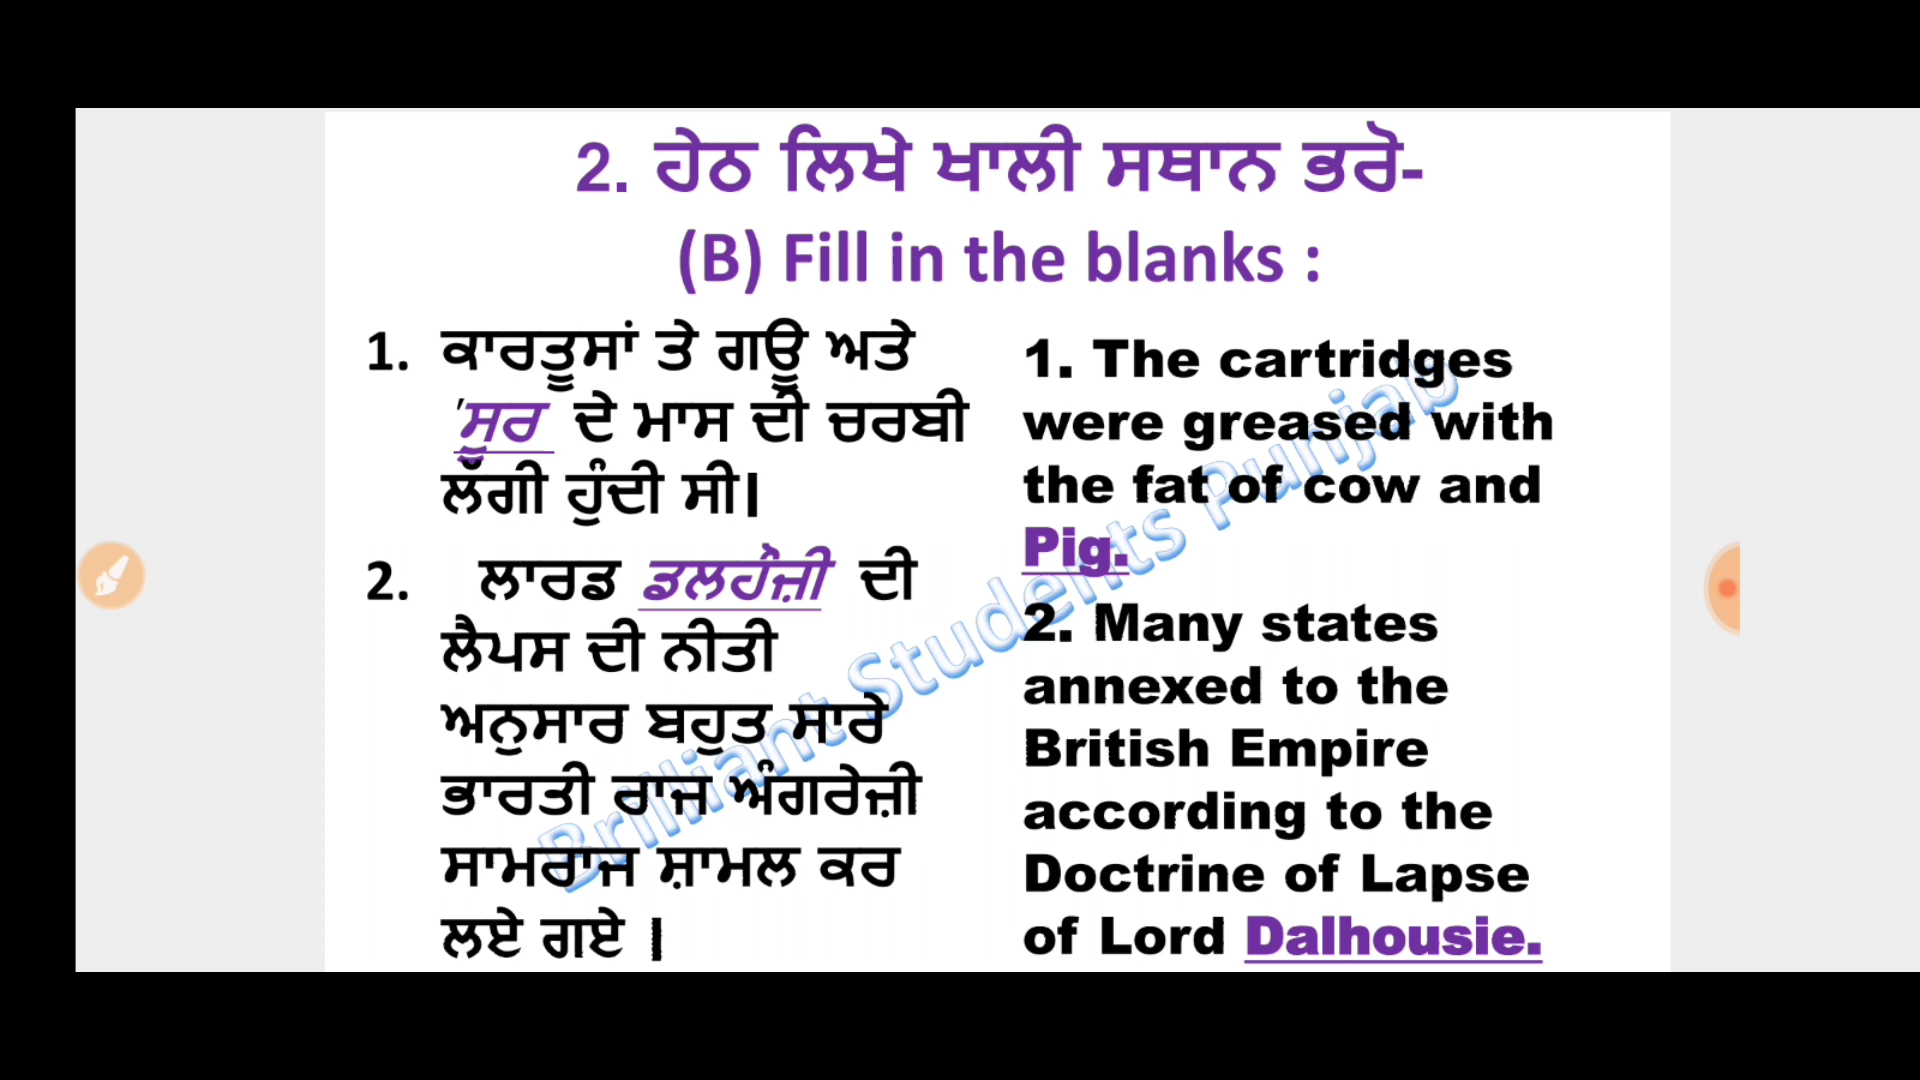 2. ਹੇਠ ਲਿਖੇ ਖਾਲੀ ਸਥਾਨ ਭਰੋ-
(B) Fill in the blanks :
1. ਕਾਰਤੂਸਾਂ ਤੇ ਗਊ ਅਤੇ
'ਸੂਰ ਦੇ ਮਾਸ ਦੀ ਚਰਬੀ
ਲੱਗੀ ਹੁੰਦੀ ਸੀ।
2. ਲਾਰਡ ਡਲਹੌਜ਼ੀ ਦੀ
ਲੈਪਸ ਦੀ ਨੀਤੀ
ਅਨੁਸਾਰ ਬਹੁਤ ਸਾਰੇ
ਭਾਰਤੀ ਰਾਜ ਅੰਗਰੇਜ਼ੀ
ਸਾਮਰਾਜ ਸ਼ਾਮਲ ਕਰ
ਲਏ ਗਏ ।
1. The cartridges
were greased with
the fat of cow and
Pig.
2. Many states
annexed to the
British Empire
according to the
Doctrine of Lapse
of Lord Dalhousie.
Brilliant Students Punjab